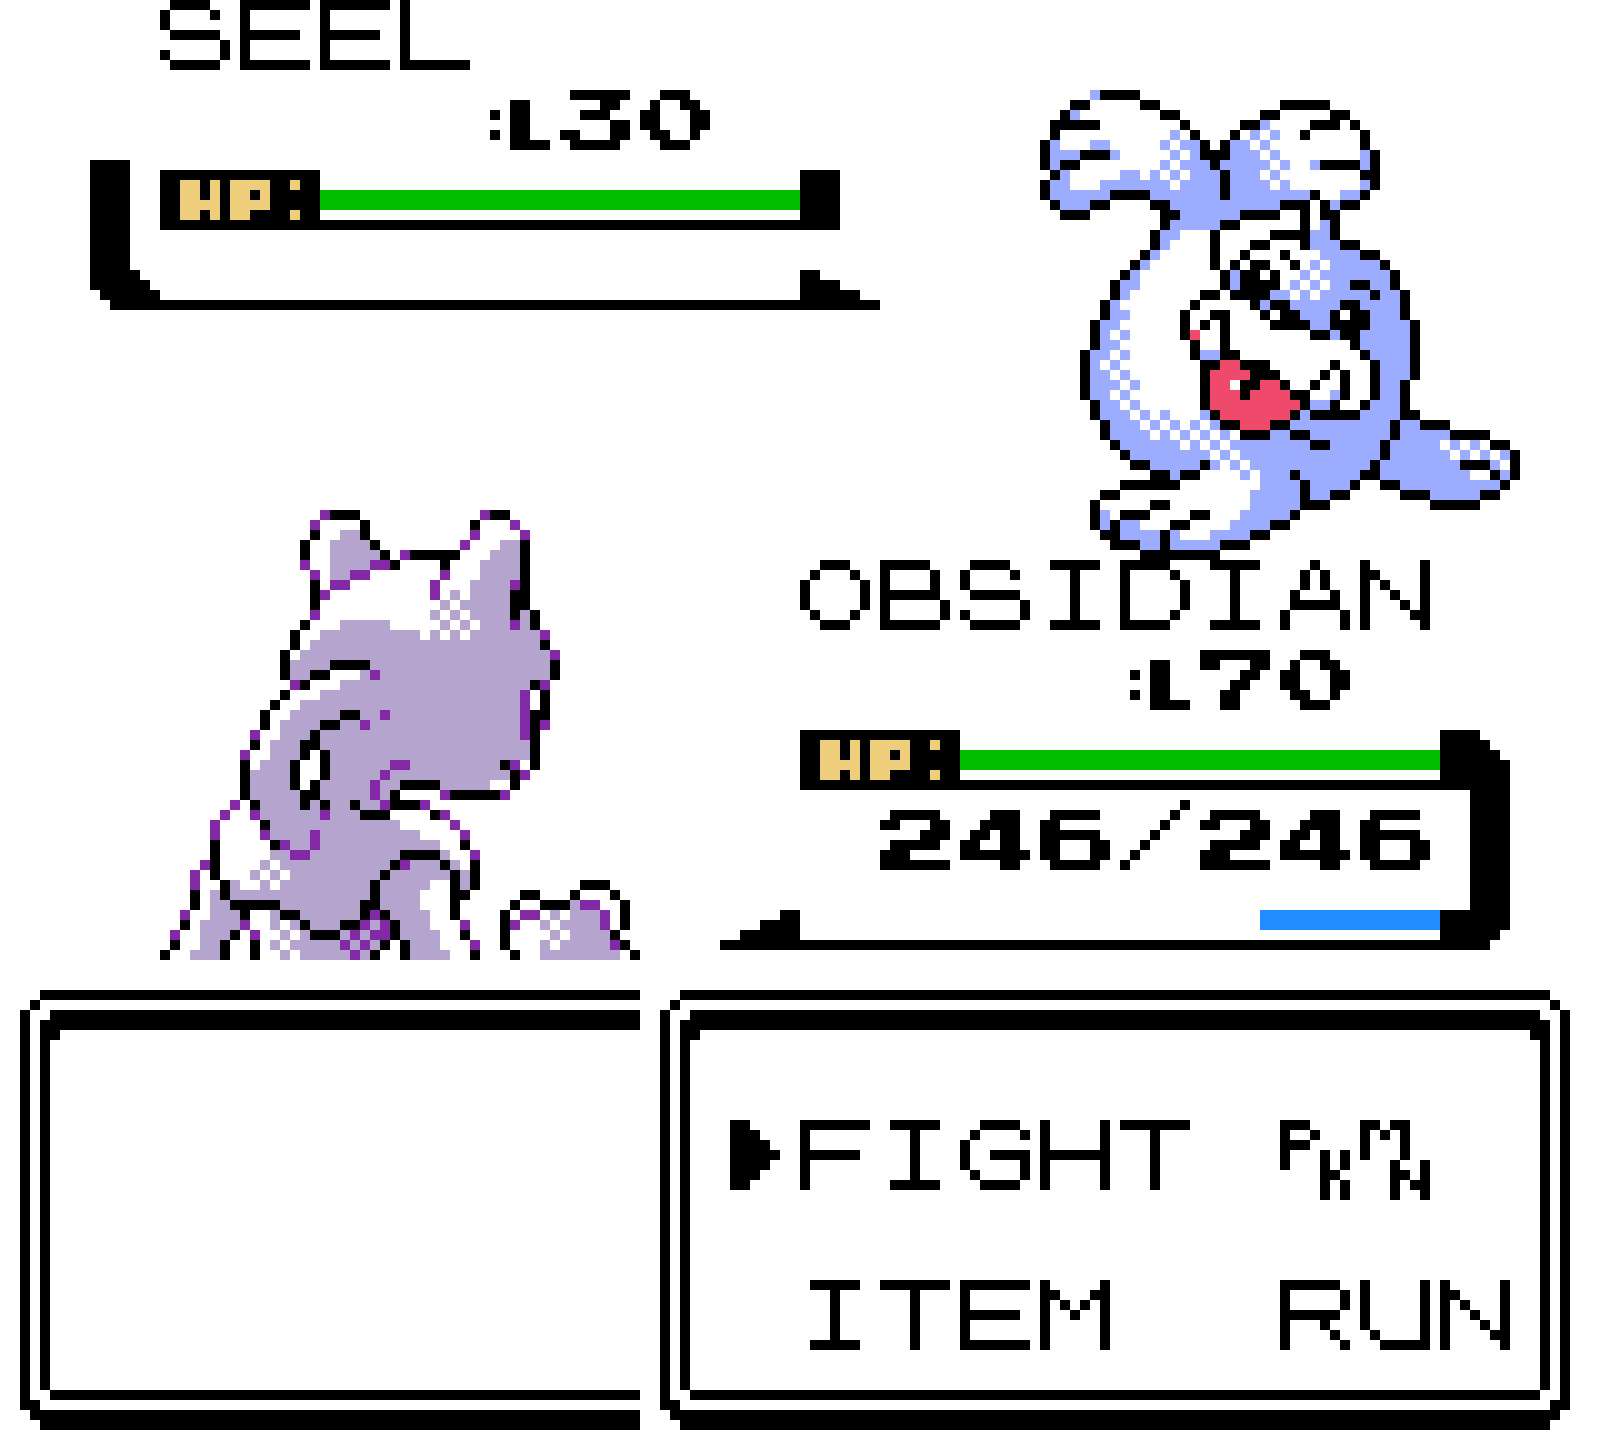 SEEL
:L30
HP:
OBSIDIAN
:L70
HP:
246/246
▶FIGHT PKMN
ITEM RUN